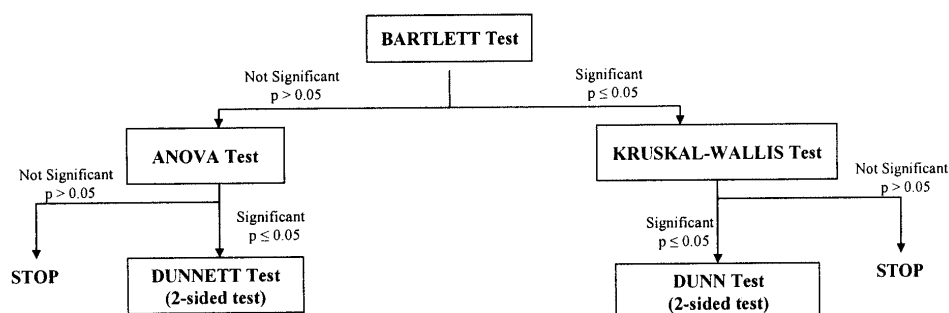 BARTLETT Test
Not Significant
p > 0.05
Significant
p ≤ 0.05
ANOVA Test
KRUSKAL-WALLIS Test
Not Significant
p > 0.05
Significant
p ≤ 0.05
Significant
p ≤ 0.05
Not Significant
p > 0.05
STOP
DUNNETT Test
(2-sided test)
DUNN Test
(2-sided test)
STOP